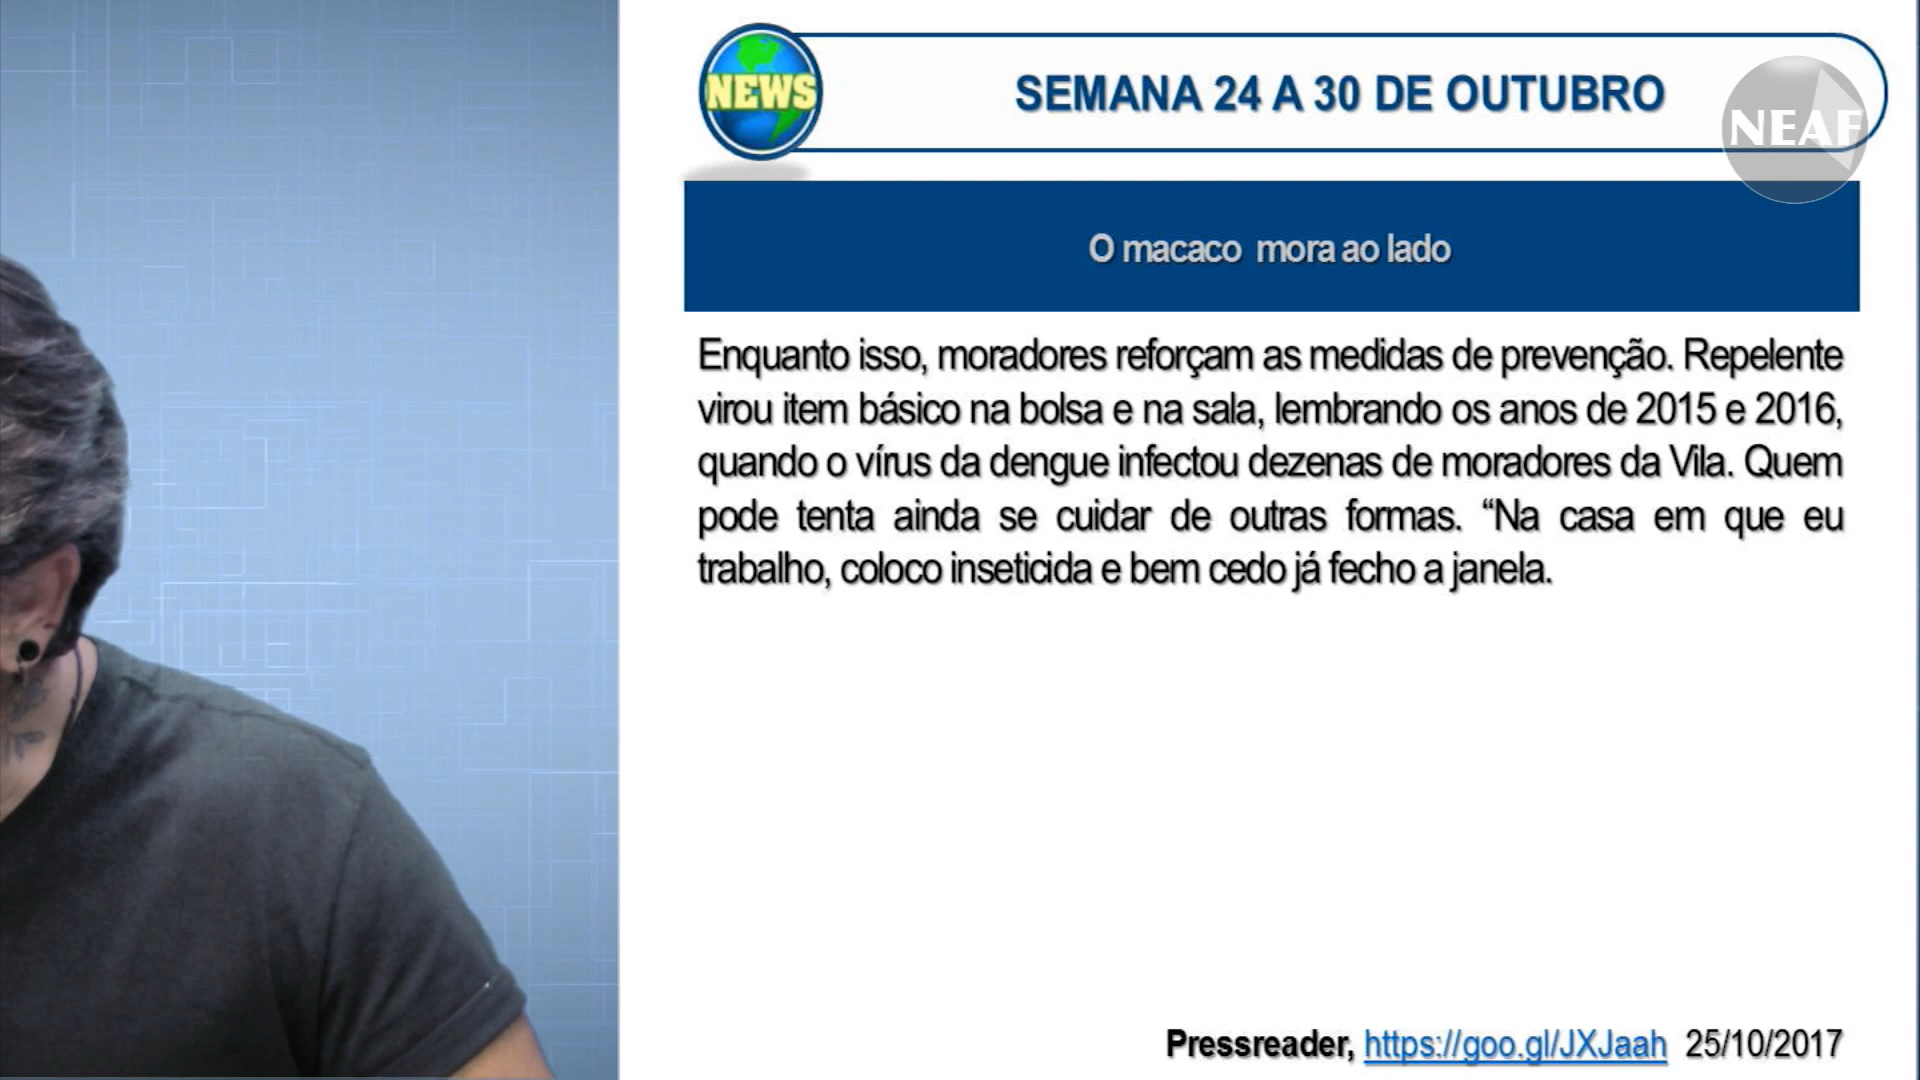 NEWS
SEMANA 24 A 30 DE OUTUBRO
NEAF
O macaco mora ao lado
Enquanto isso, moradores reforçam as medidas de prevenção. Repelente
virou item básico na bolsa e na sala, lembrando os anos de 2015 e 2016,
quando o vírus da dengue infectou dezenas de moradores da Vila. Quem
pode tenta ainda se cuidar de outras formas. “Na casa em que eu
trabalho, coloco inseticida e bem cedo já fecho a janela.
Pressreader, https://goo.gl/JXJaah 25/10/2017